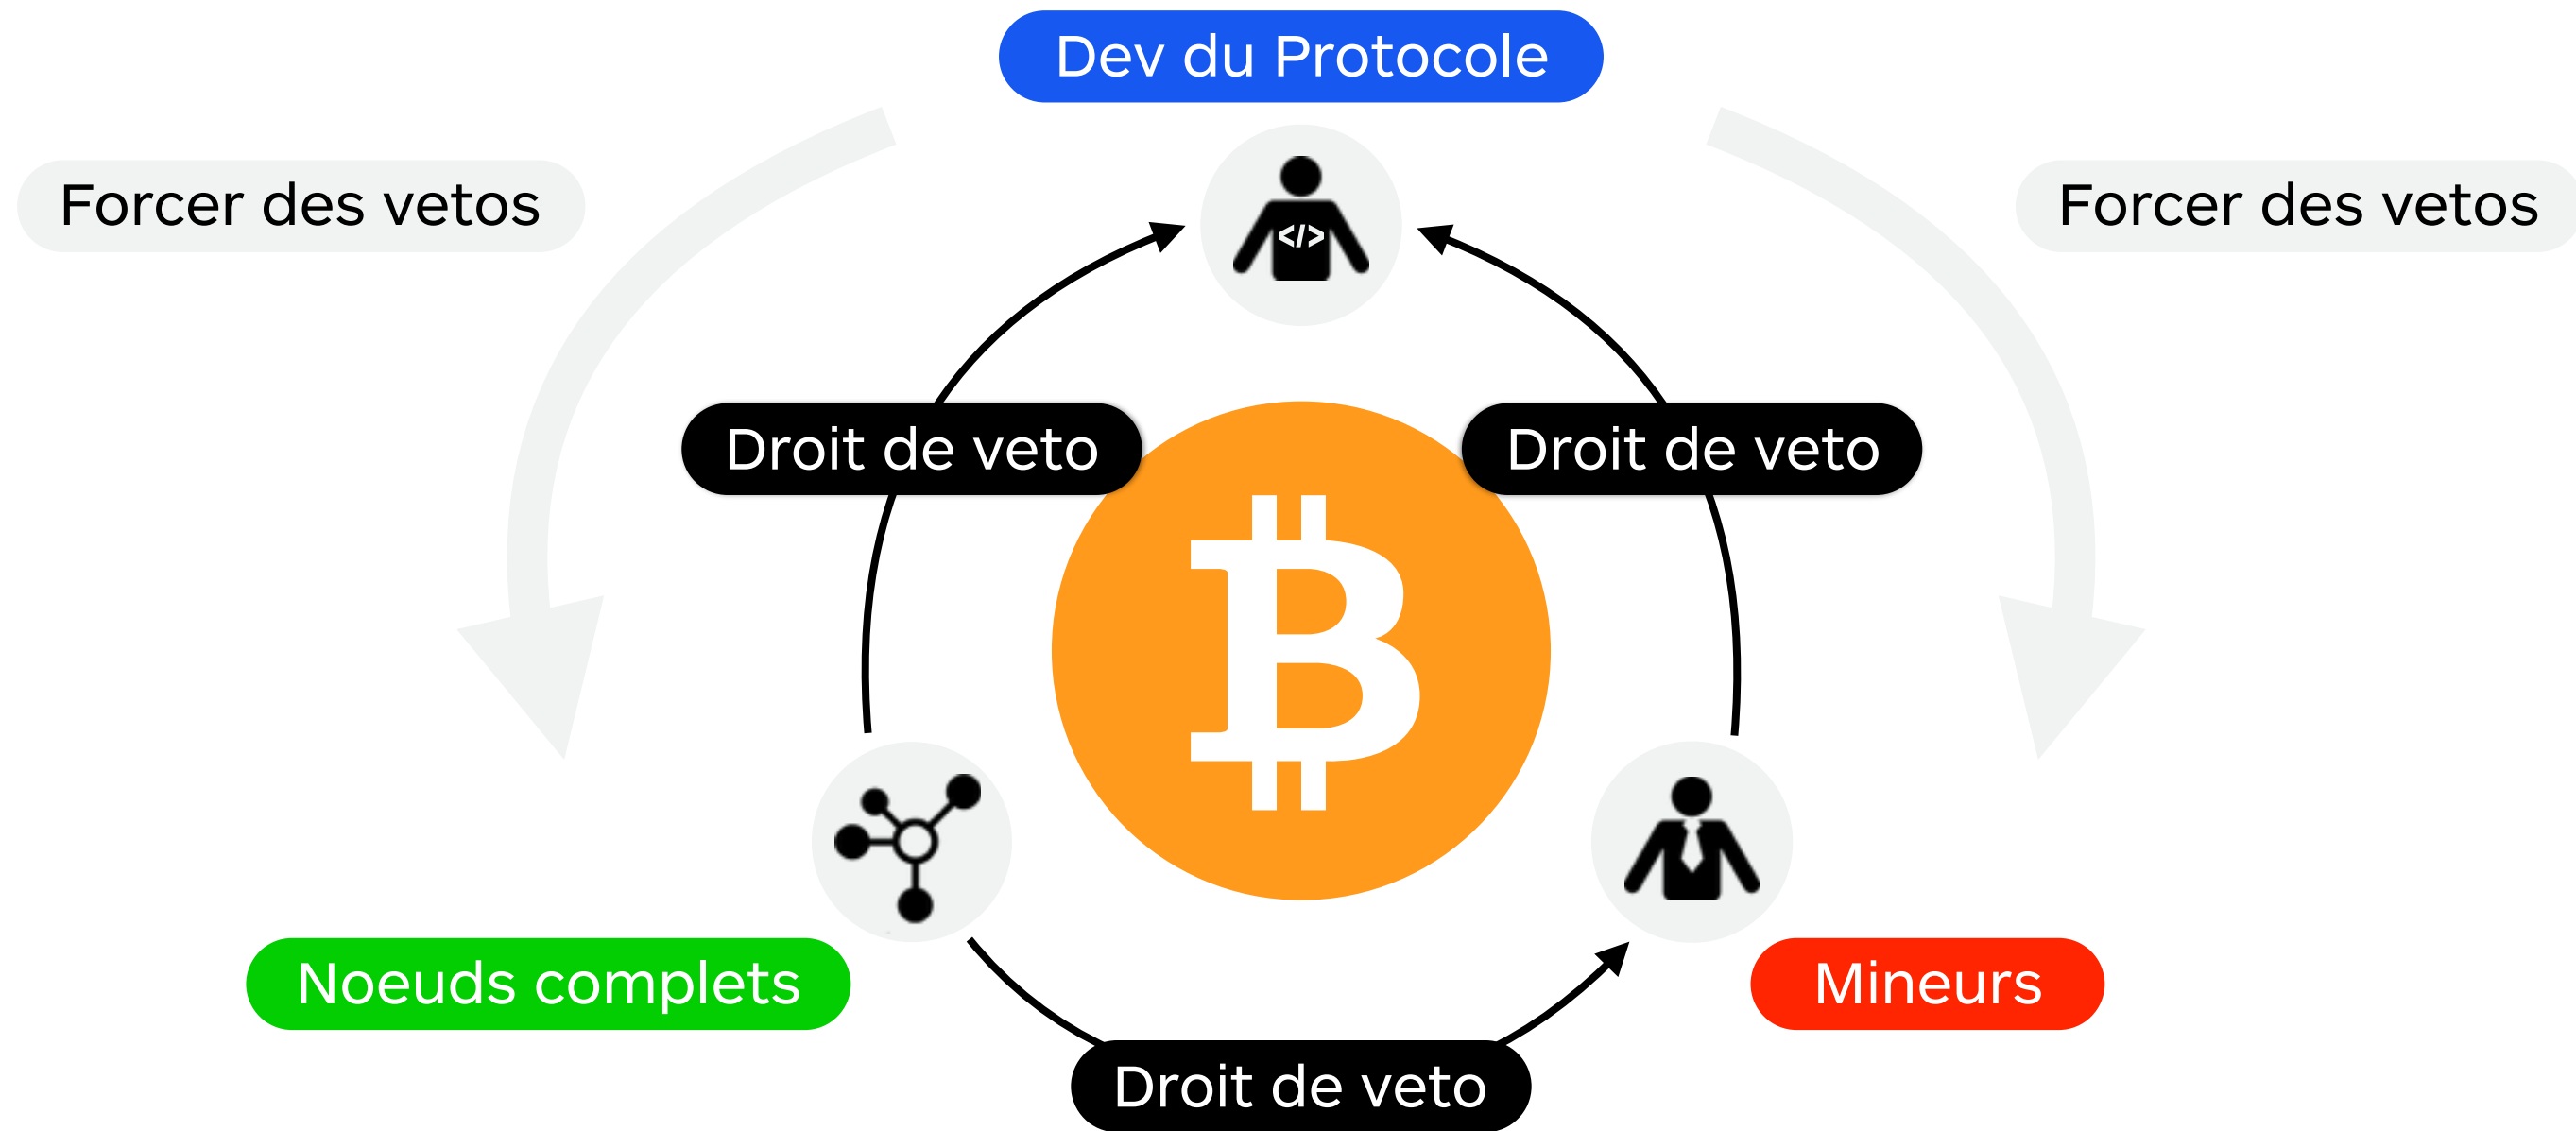 Dev du Protocole
Forcer des vetos
Forcer des vetos
</>
Droit de veto
Droit de veto
Noeuds complets
Mineurs
Droit de veto